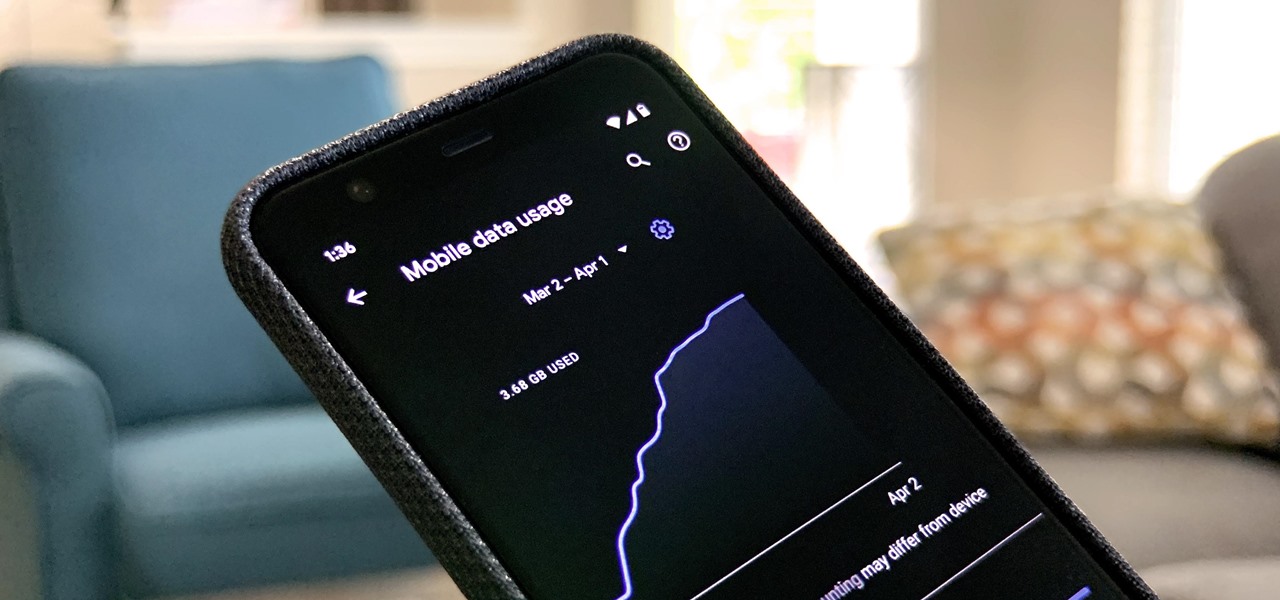 1:36
Mobile data usage
Mar 2 – Apr 1
3.68 GB USED
Apr 2
may differ from device